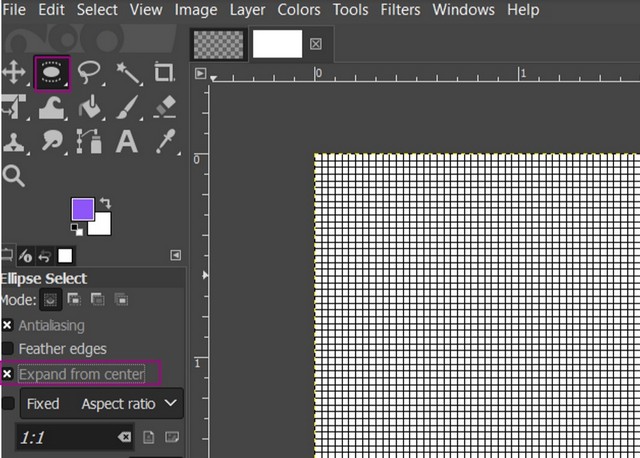 File Edit Select View Image Layer Colors Tools Filters Windows Help
0 1
A
0
Ellipse Select
Mode:
Antialiasing
Feather edges
1
Expand from center
Fixed Aspect ratio
1:1